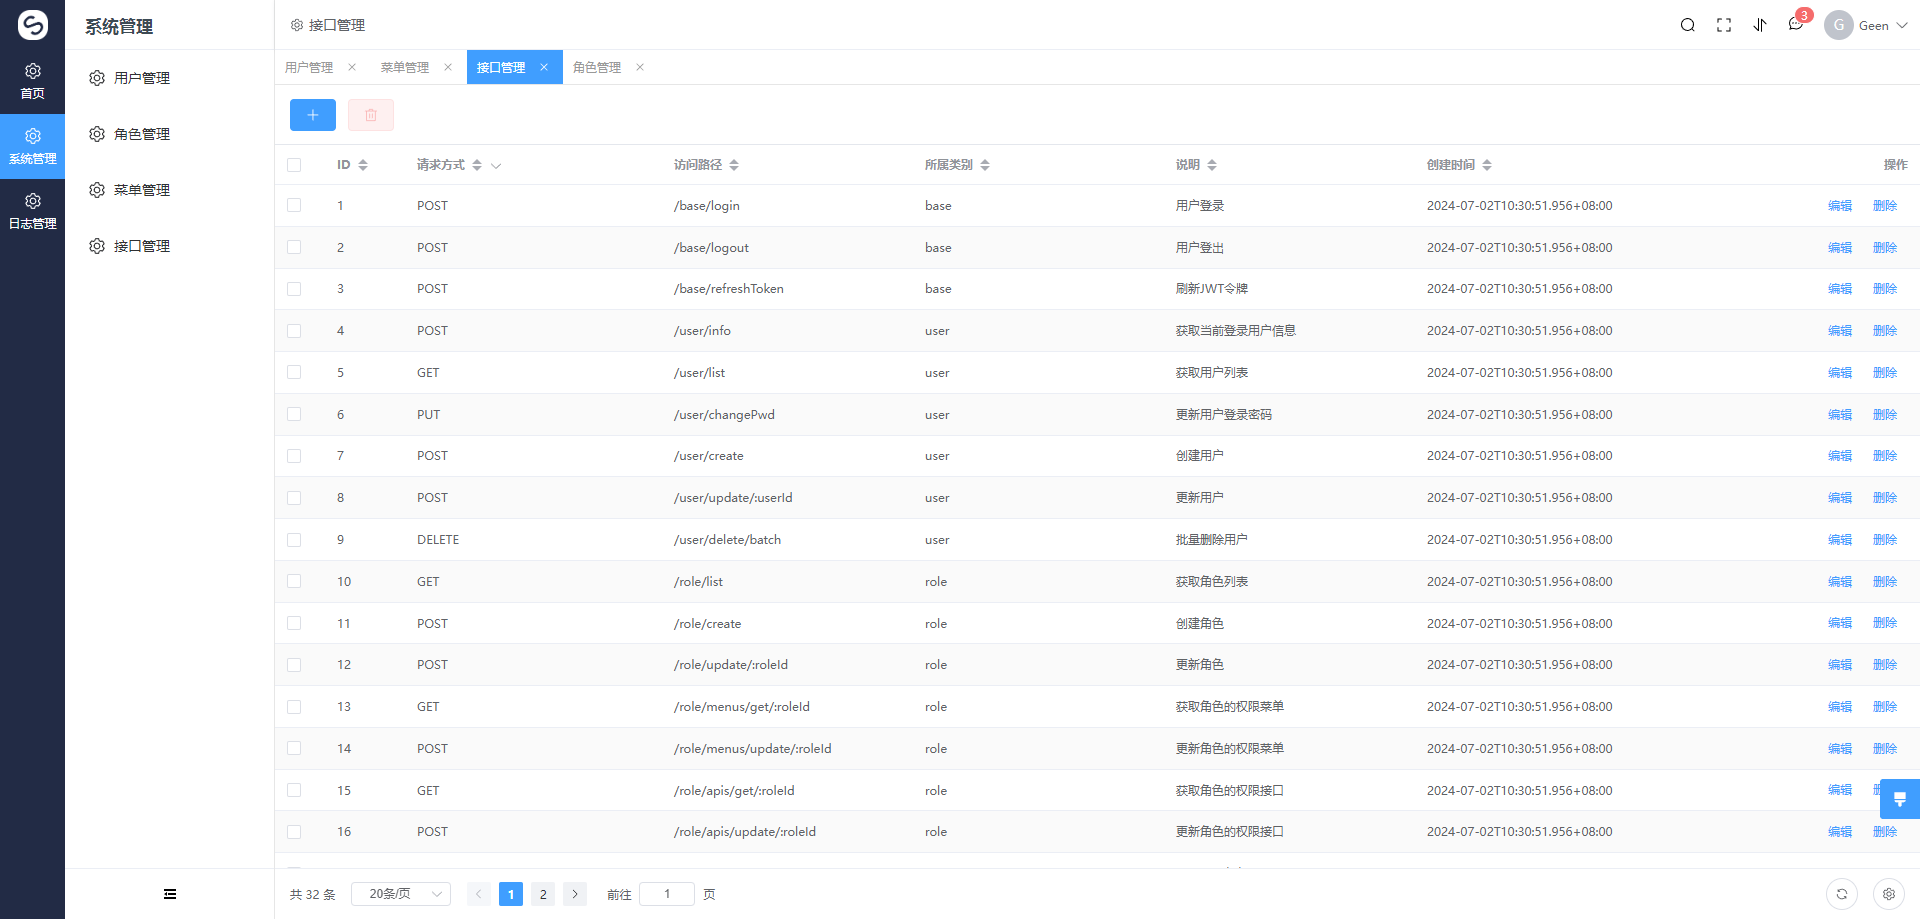 首页
系统管理
日志管理
系统管理
用户管理
角色管理
菜单管理
接口管理
接口管理
3
G
Geen
用户管理
菜单管理
接口管理
角色管理
ID 请求方式 访问路径 所属类别 说明 创建时间 操作
1 POST /base/login base 用户登录 2024-07-02T10:30:51.956+08:00 编辑 删除
2 POST /base/logout base 用户登出 2024-07-02T10:30:51.956+08:00 编辑 删除
3 POST /base/refreshToken base 刷新JWT令牌 2024-07-02T10:30:51.956+08:00 编辑 删除
4 POST /user/info user 获取当前登录用户信息 2024-07-02T10:30:51.956+08:00 编辑 删除
5 GET /user/list user 获取用户列表 2024-07-02T10:30:51.956+08:00 编辑 删除
6 PUT /user/changePwd user 更新用户登录密码 2024-07-02T10:30:51.956+08:00 编辑 删除
7 POST /user/create user 创建用户 2024-07-02T10:30:51.956+08:00 编辑 删除
8 POST /user/update/:userId user 更新用户 2024-07-02T10:30:51.956+08:00 编辑 删除
9 DELETE /user/delete/batch user 批量删除用户 2024-07-02T10:30:51.956+08:00 编辑 删除
10 GET /role/list role 获取角色列表 2024-07-02T10:30:51.956+08:00 编辑 删除
11 POST /role/create role 创建角色 2024-07-02T10:30:51.956+08:00 编辑 删除
12 POST /role/update/:roleId role 更新角色 2024-07-02T10:30:51.956+08:00 编辑 删除
13 GET /role/menus/get/:roleId role 获取角色的权限菜单 2024-07-02T10:30:51.956+08:00 编辑 删除
14 POST /role/menus/update/:roleId role 更新角色的权限菜单 2024-07-02T10:30:51.956+08:00 编辑 删除
15 GET /role/apis/get/:roleId role 获取角色的权限接口 2024-07-02T10:30:51.956+08:00 编辑
16 POST /role/apis/update/:roleId role 更新角色的权限接口 2024-07-02T10:30:51.956+08:00 编辑 删除
共 32 条 20条/页 1 2 前往 1 页